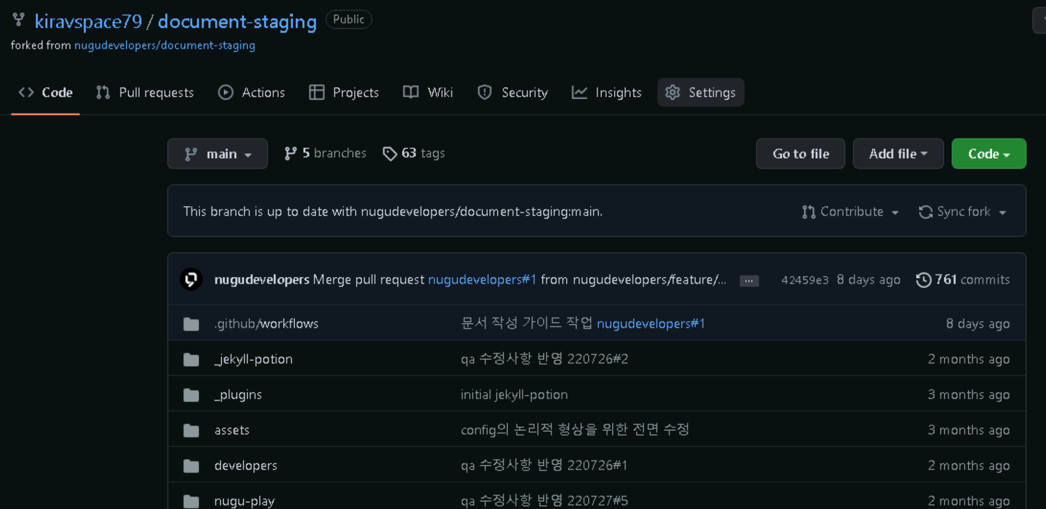 kiravspace79 / document-staging Public
forked from nugudevelopers/document-staging
Code Pull requests Actions Projects Wiki Security Insights Settings
main 5 branches 63 tags Go to file Add file Code
This branch is up to date with nugudevelopers/document-staging:main. Contribute Sync fork
nugudevelopers Merge pull request nugudevelopers#1 from nugudevelopers/feature/... ... 42459e3 8 days ago 761 commits
.github/workflows 문서 작성 가이드 작업 nugudevelopers#1 8 days ago
_jekyll-potion qa 수정사항 반영 220726#2 2 months ago
_plugins initial jekyll-potion 3 months ago
assets config의 논리적 형상을 위한 전면 수정 3 months ago
developers qa 수정사항 반영 220726#1 2 months ago
nugu-play qa 수정사항 반영 220727#5 2 months ago